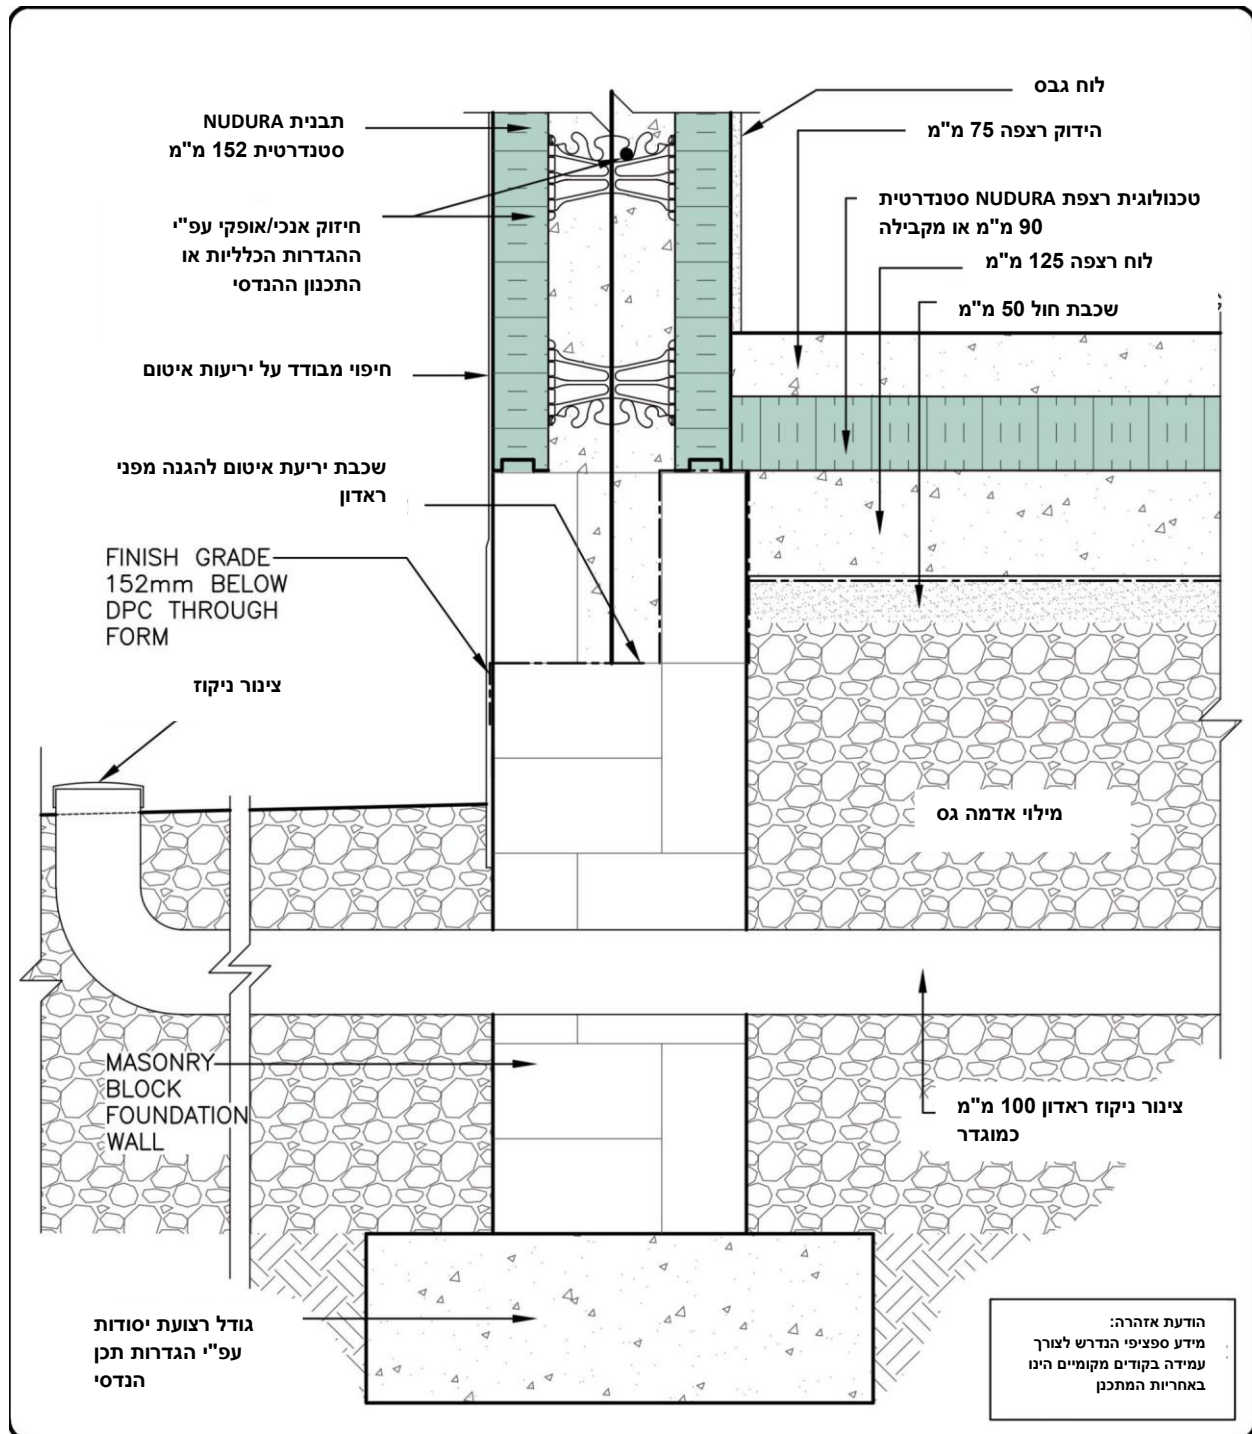 לוח גבס
תבנית NUDURA
סטנדרטית 152 מ"מ
הידוק רצפה 75 מ"מ
טכנולוגית רצפת NUDURA סטנדרטית
90 מ"מ או מקבילה
חיזוק אנכי/אופקי עפ"י
ההגדרות הכלליות או
התכנון ההנדסי
לוח רצפה 125 מ"מ
שכבת חול 50 מ"מ
חיפוי מבודד על יריעות איטום
שכבת יריעת איטום להגנה מפני
ראדון
FINISH GRADE
152mm BELOW
DPC THROUGH
FORM
צינור ניקוז
מילוי אדמה גס
MASONRY
BLOCK
FOUNDATION
WALL
צינור ניקוז ראדון 100 מ"מ
כמוגדר
גודל רצועת יסודות
עפ"י הגדרות תכן
הנדסי
הודעת אזהרה:
מידע ספציפי הנדרש לצורך
עמידה בקודים מקומיים הינו
באחריות המתכנן